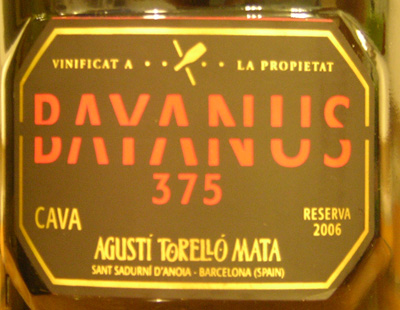 VINIFICAT A LA PROPIETAT
BAYANUS
375
CAVA
RESERVA
2006
AGUSTÍ TORELLÓ MATA
SANT SADURNÍ D'ANOIA - BARCELONA (SPAIN)